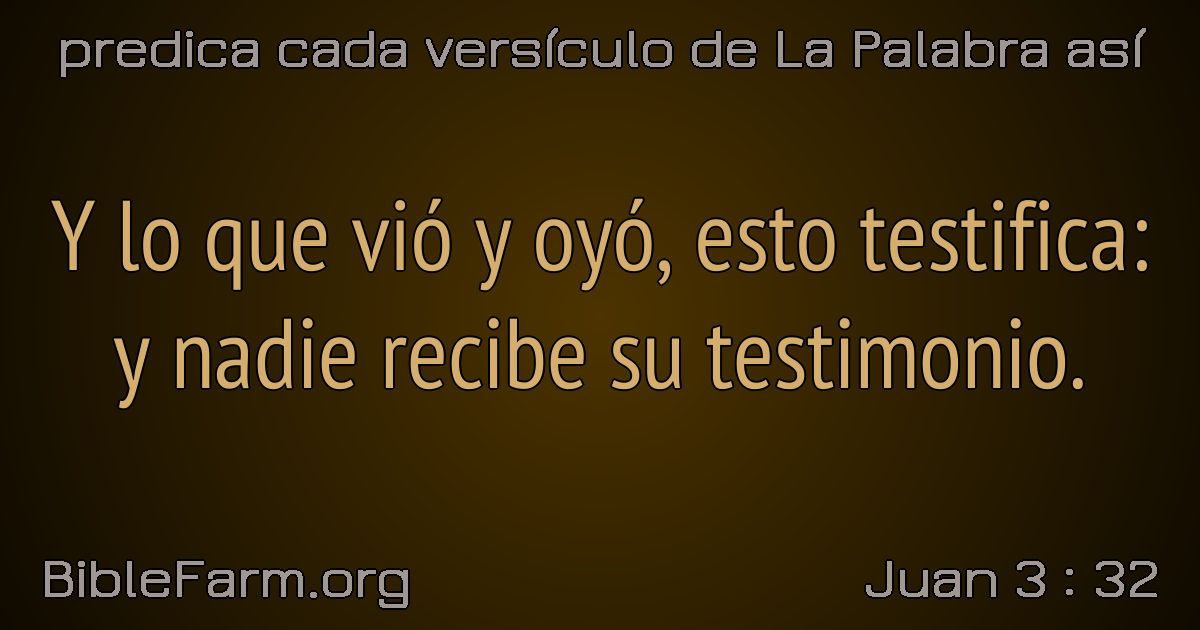 predica cada versículo de La Palabra así
Y lo que vió y oyó, esto testifica:
y nadie recibe su testimonio.
BibleFarm.org
Juan 3 : 32